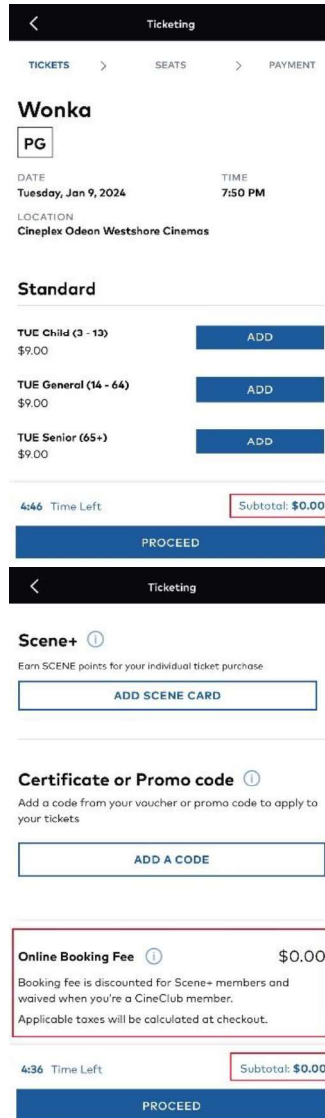 Ticketing
TICKETS > SEATS > PAYMENT
Wonka
PG
DATE TIME
Tuesday, Jan 9, 2024 7:50 PM
LOCATION
Cineplex Odeon Westshore Cinemas
Standard
TUE Child (3 - 13)
$9.00
ADD
TUE General (14 - 64)
$9.00
ADD
TUE Senior (65+)
$9.00
ADD
4:46 Time Left Subtotal: $0.00
PROCEED
Ticketing
Scene+
Earn SCENE points for your individual ticket purchase
ADD SCENE CARD
Certificate or Promo code
Add a code from your voucher or promo code to apply to
your tickets
ADD A CODE
Online Booking Fee $0.00
Booking fee is discounted for Scene+ members and
waived when you're a CineClub member.
Applicable taxes will be calculated at checkout.
4:36 Time Left Subtotal: $0.00
PROCEED